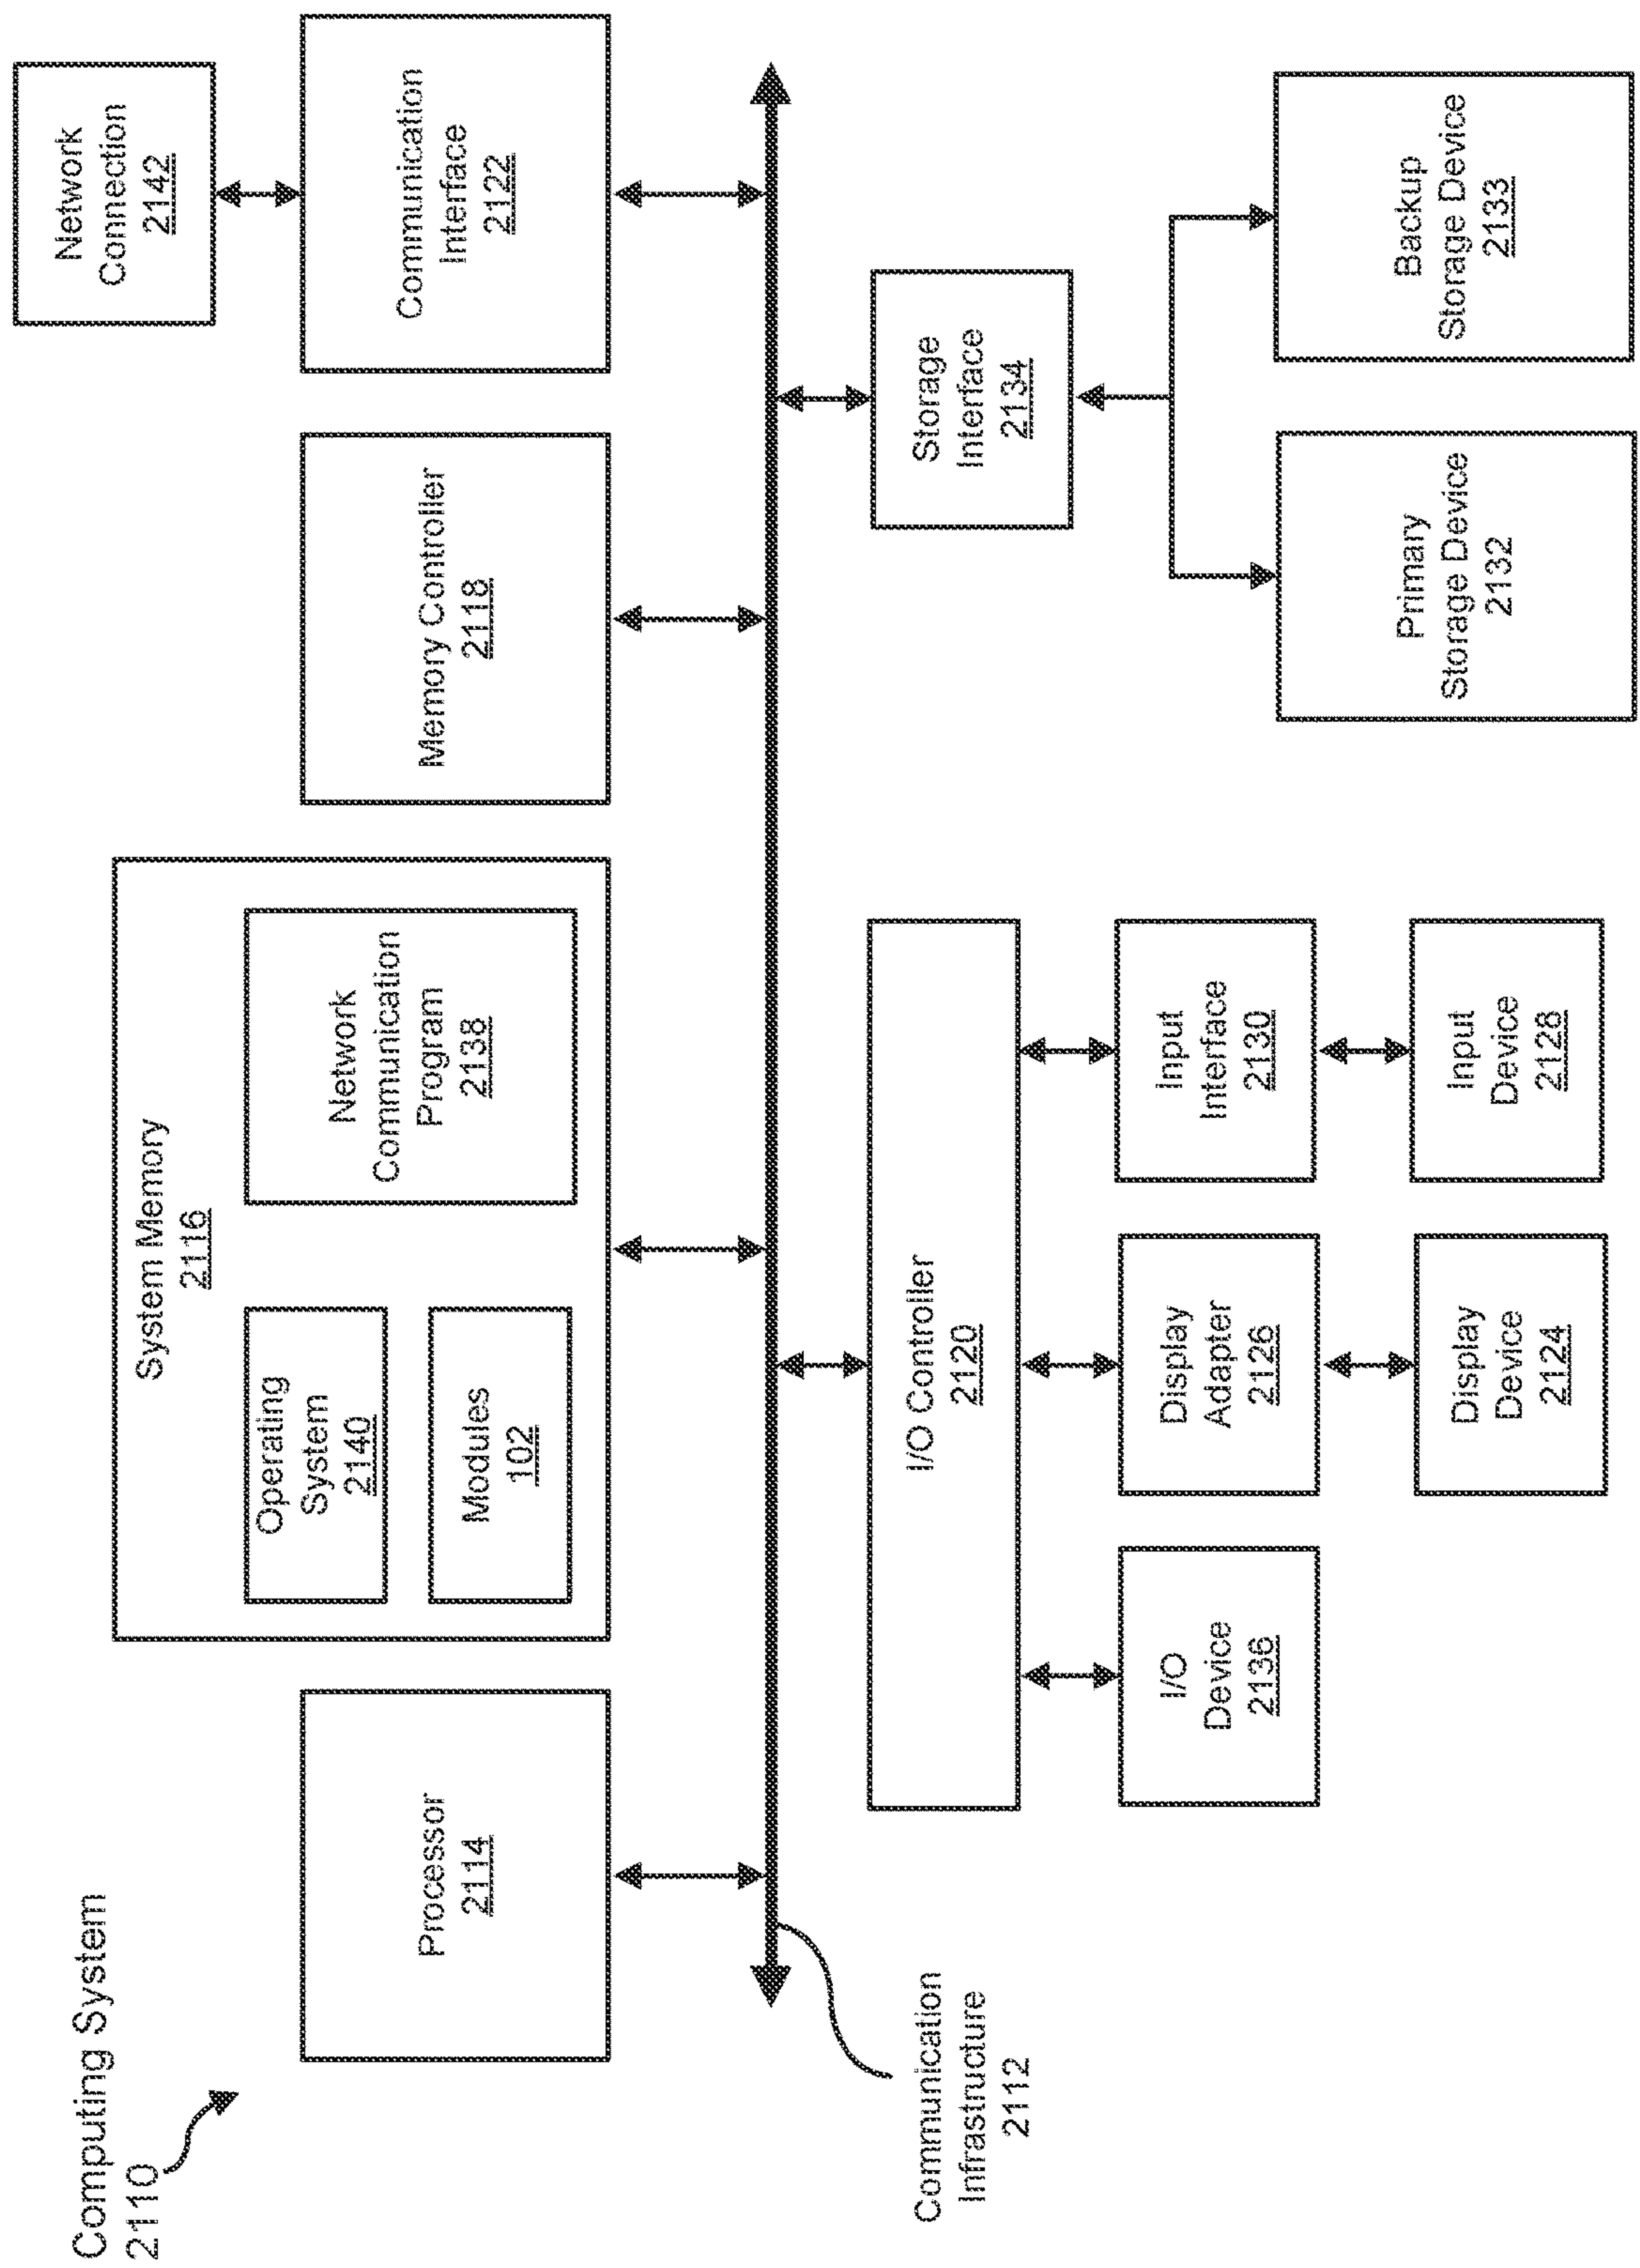 Computing System
2110
Processor
2114
System Memory
2116
Operating
System
2140
Modules
102
Network
Communication
Program
2138
Memory Controller
2118
Communication
Interface
2122
Network
Connection
2142
Communication
Infrastructure
2112
I/O Controller
2120
I/O
Device
2136
Display
Adapter
2126
Input
Interface
2130
Display
Device
2124
Input
Device
2128
Storage
Interface
2134
Primary
Storage Device
2132
Backup
Storage Device
2133